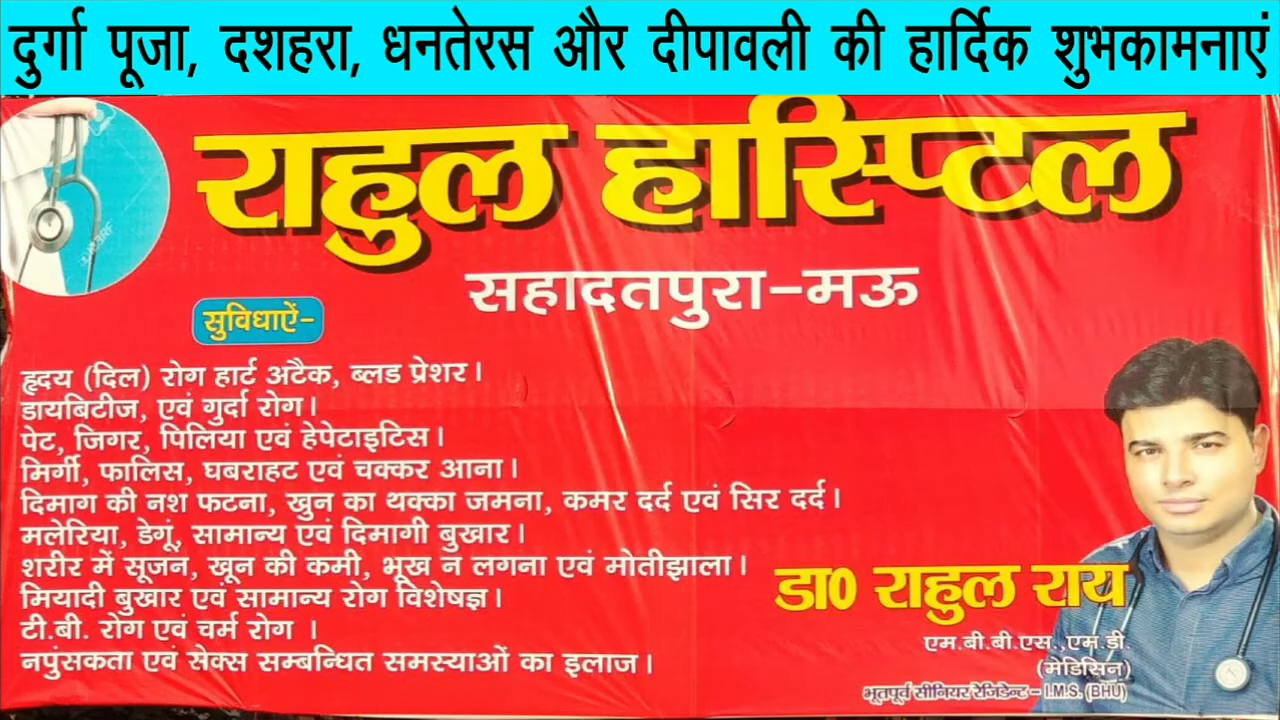 दुर्गा पूजा, दशहरा, धनतेरस और दीपावली की हार्दिक शुभकामनाएं
राहुल हास्पिटल
सहादतपुरा-मऊ
सुविधाऐं-
हृदय (दिल) रोग हार्ट अटैक, ब्लड प्रेशर।
डायबिटीज, एवं गुर्दा रोग।
पेट, जिगर, पिलिया एवं हेपेटाइटिस।
मिर्गी, फालिस, घबराहट एवं चक्कर आना।
दिमाग की नश फटना, खुन का थक्का जमना, कमर दर्द एवं सिर दर्द।
मलेरिया, डेगूं, सामान्य एवं दिमागी बुखार।
शरीर में सूजन, खून की कमी, भूख न लगना एवं मोतीझाला।
मियादी बुखार एवं सामान्य रोग विशेषज्ञ।
टी.बी. रोग एवं चर्म रोग ।
नपुंसकता एवं सेक्स सम्बन्धित समस्याओं का इलाज।
डा0 राहुल राय
एम.बी.बी.एस.,एम.डी.
(मेडिसिन)
भूतपूर्व सीनियर रेजिडेन्ट - I.M.S. (BHU)